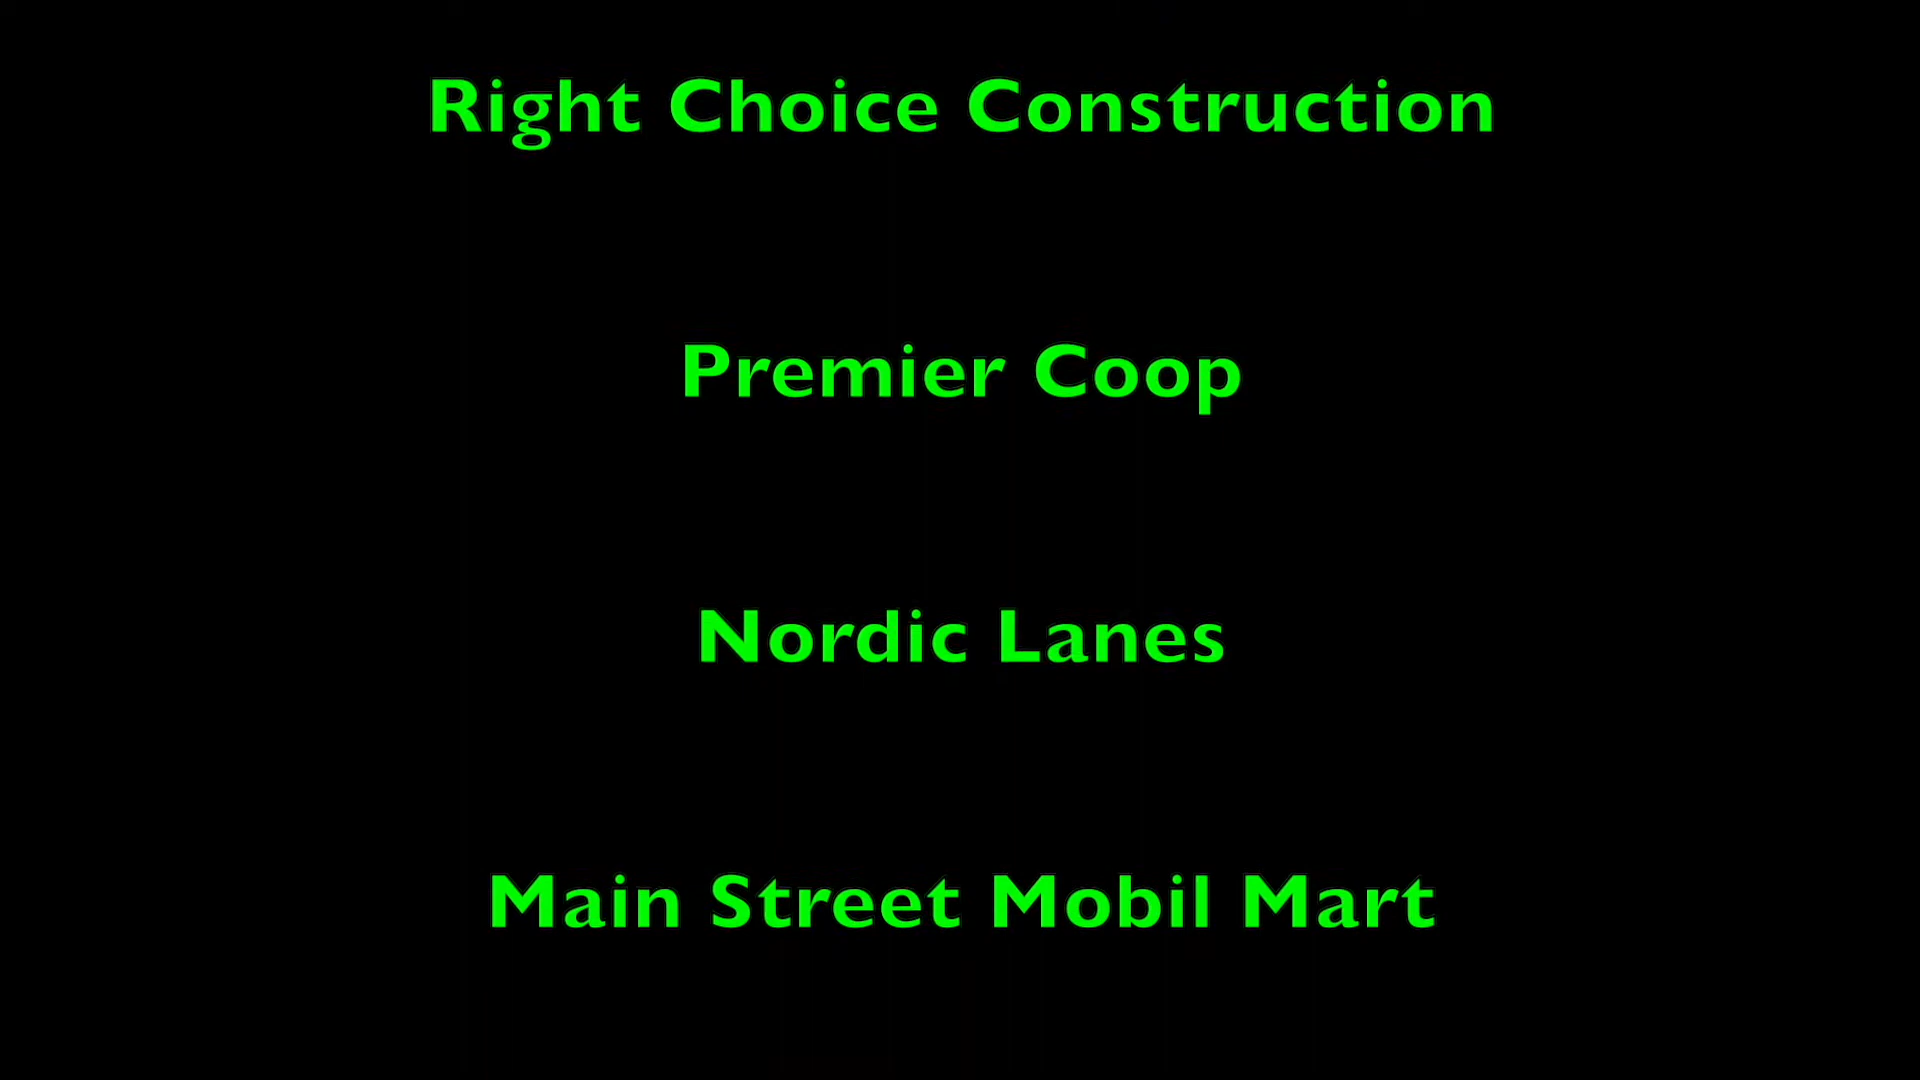 Right Choice Construction
Premier Coop
Nordic Lanes
Main Street Mobil Mart